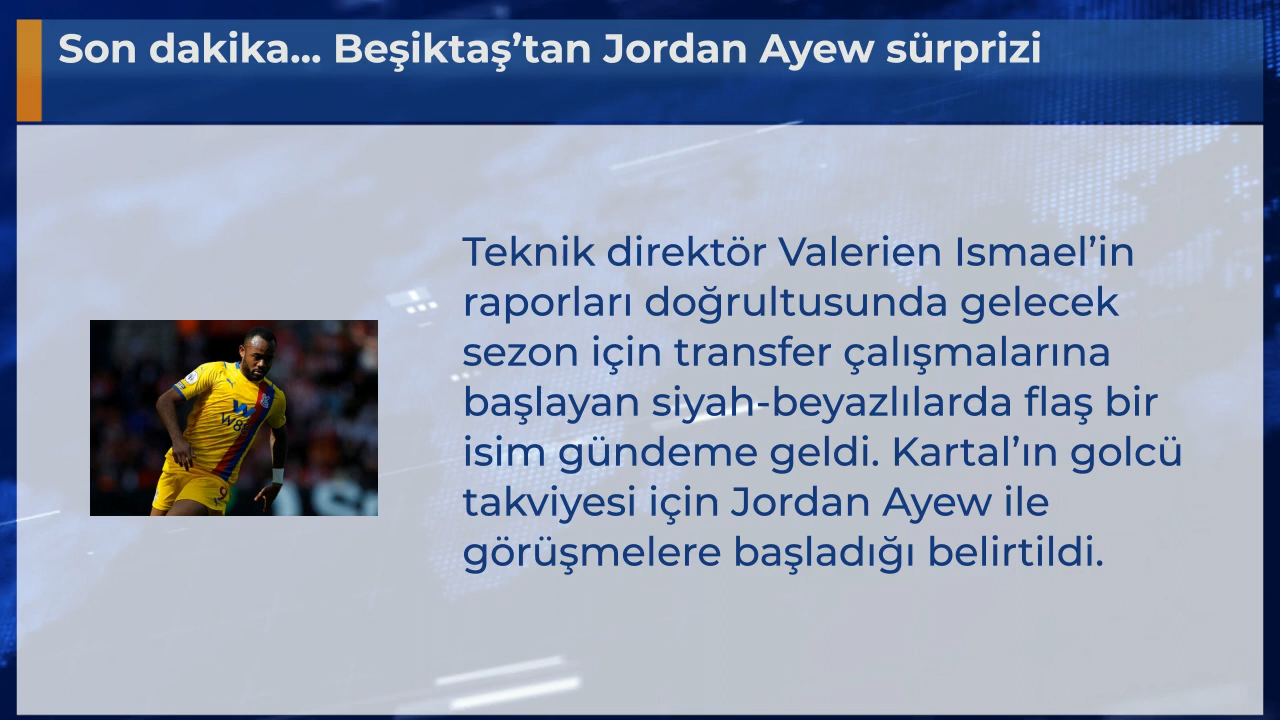 Son dakika... Beşiktaş’tan Jordan Ayew sürprizi
Teknik direktör Valerien Ismael’in
raporları doğrultusunda gelecek
sezon için transfer çalışmalarına
başlayan siyah-beyazlılarda flaş bir
isim gündeme geldi. Kartal’ın golcü
takviyesi için Jordan Ayew ile
görüşmelere başladığı belirtildi.